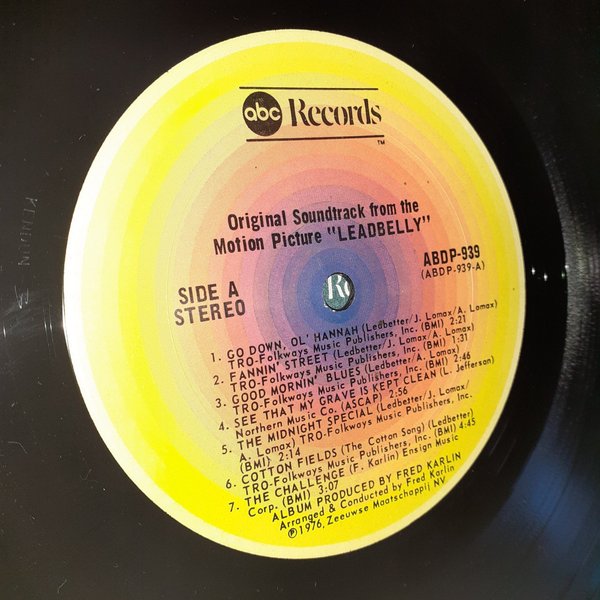 abc Records
TM
Original Soundtrack from the
Motion Picture "LEADBELLY"
SIDE A
STEREO
ABDP-939
(ABDP-939-A)
1. GO DOWN, OL' HANNAH (Ledbetter/J. Lomax/A. Lomax)
TRO-Folkways Music Publishers, Inc. (BMI) 2:21
2. FANNIN' STREET (Ledbetter/J. Lomax/A. Lomax)
TRO-Folkways Music Publishers, Inc. (BMI) 1:31
3. GOOD MORNIN' BLUES (Ledbetter/A. Lomax)
TRO-Folkways Music Publishers, Inc. (BMI) 2:46
4. SEE THAT MY GRAVE IS KEPT CLEAN (L. Jefferson)
Northern Music Co. (ASCAP) 2:56
5. THE MIDNIGHT SPECIAL (Ledbetter/J. Lomax/
A. Lomax) TRO-Folkways Music Publishers, Inc.
(BMI) 2:14
6. COTTON FIELDS (The Cotton Song) (Ledbetter)
TRO-Folkways Music Publishers, Inc. (BMI) 4:45
7. THE CHALLENGE (F. Karlin) Ensign Music
Corp. (BMI) 3:07
ALBUM PRODUCED BY FRED KARLIN
Arranged & Conducted by Fred Karlin
℗1976, Zeeuwse Maatschappij NV